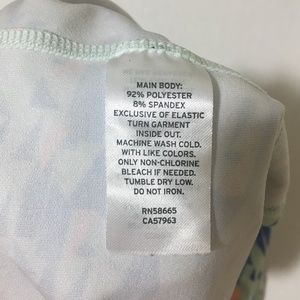 MAIN BODY:
92% POLYESTER
8% SPANDEX
EXCLUSIVE OF ELASTIC
TURN GARMENT
INSIDE OUT.
MACHINE WASH COLD.
WITH LIKE COLORS.
ONLY NON-CHLORINE
BLEACH IF NEEDED.
TUMBLE DRY LOW.
DO NOT IRON.
RN58665
CA57963